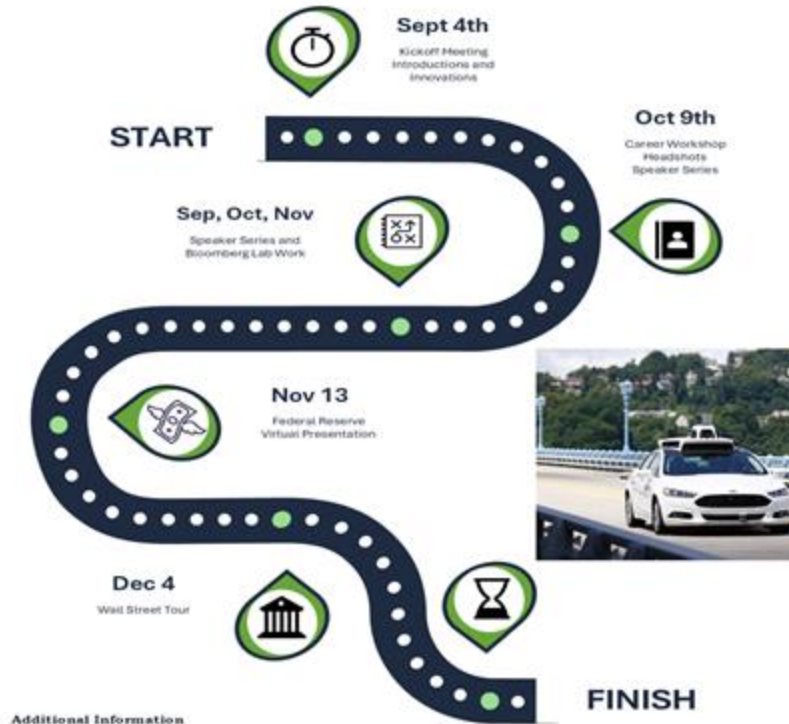 Sept 4th
Kickoff Meeting
Introductions and
Innovations
START
Oct 9th
Career Workshop
Headshots
Speaker Series
Sep, Oct, Nov
Speaker Series and
Bloomberg Lab Work
Nov 13
Federal Reserve
Virtual Presentation
Dec 4
Wall Street Tour
FINISH
Additional Information